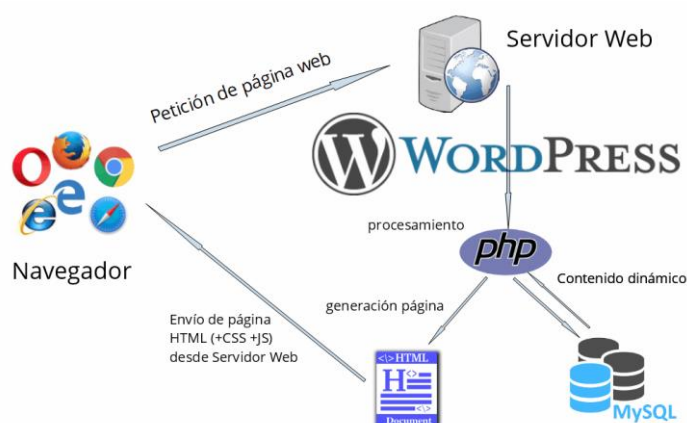 Servidor Web
Petición de página web
WORDPRESS
Navegador
procesamiento
php
Contenido dinámico
generación página
Envío de página
HTML (+CSS +JS)
desde Servidor Web
<\>HTML
H
<\>
Document
MySQL